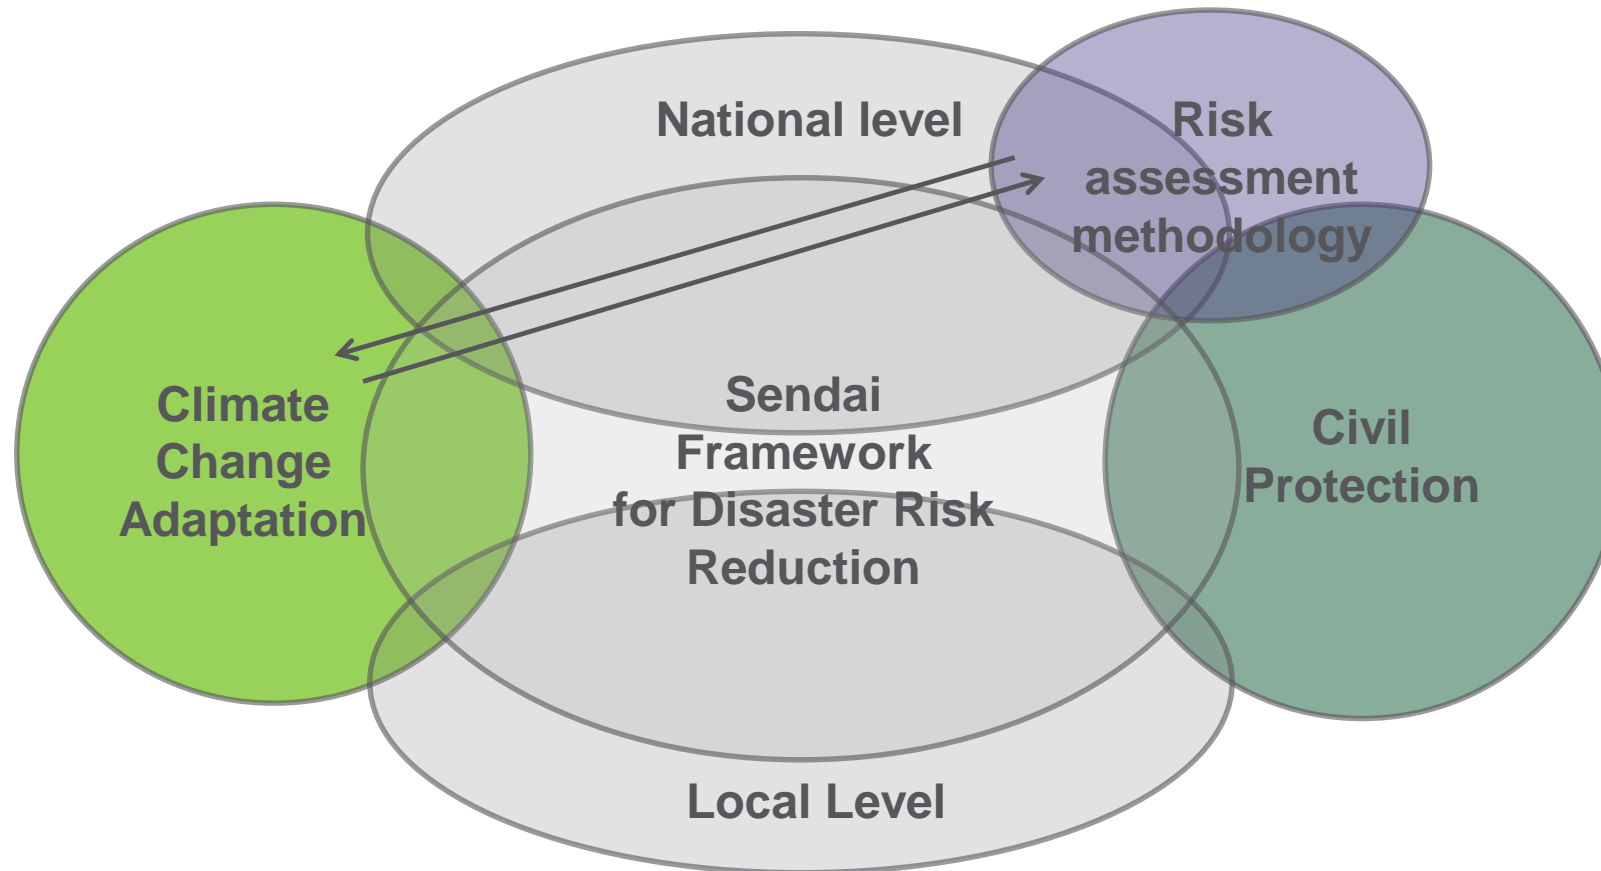 National level
Risk
assessment
methodology
Climate
Change
Adaptation
Sendai
Framework
for Disaster Risk
Reduction
Civil
Protection
Local Level